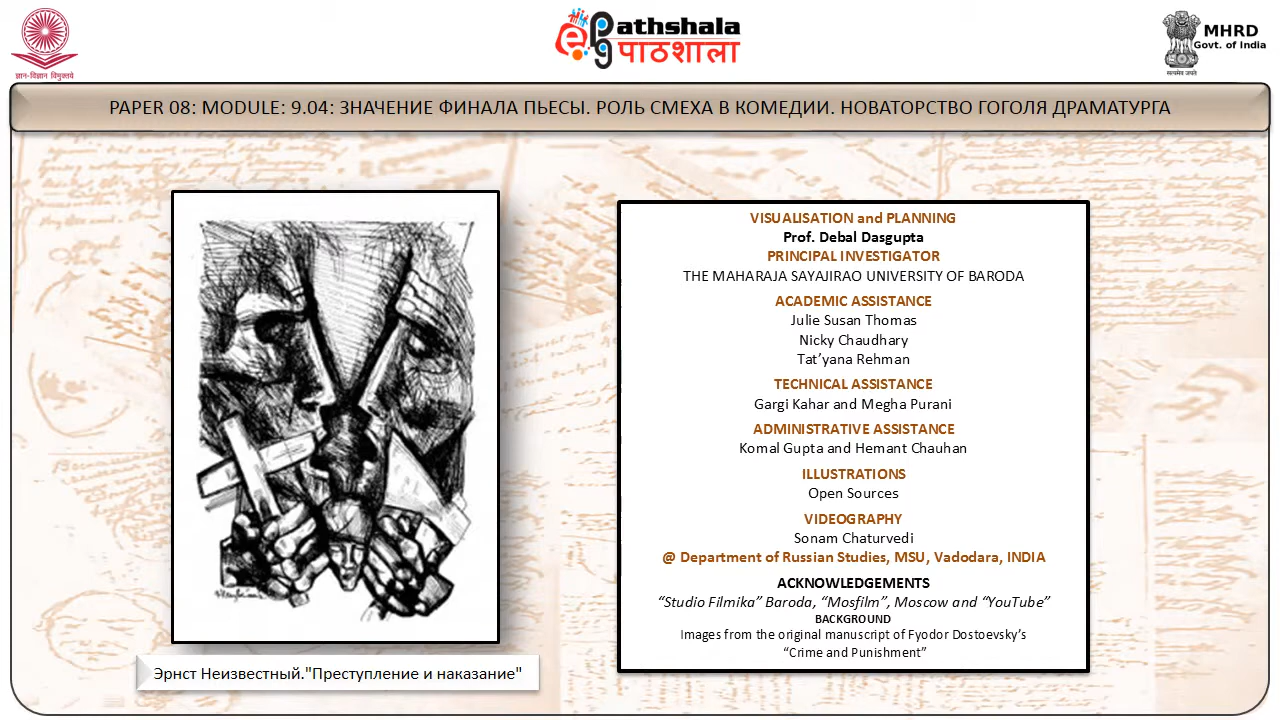 ज्ञान-विज्ञान विमुक्तये
ePathshala
पाठशाला
MHRD
Govt. of India
सत्यमेव जयते
PAPER 08: MODULE: 9.04: ЗНАЧЕНИЕ ФИНАЛА ПЬЕСЫ. РОЛЬ СМЕХА В КОМЕДИИ. НОВАТОРСТВО ГОГОЛЯ ДРАМАТУРГА
VISUALISATION and PLANNING
Prof. Debal Dasgupta
PRINCIPAL INVESTIGATOR
THE MAHARAJA SAYAJIRAO UNIVERSITY OF BARODA
ACADEMIC ASSISTANCE
Julie Susan Thomas
Nicky Chaudhary
Tat’yana Rehman
TECHNICAL ASSISTANCE
Gargi Kahar and Megha Purani
ADMINISTRATIVE ASSISTANCE
Komal Gupta and Hemant Chauhan
ILLUSTRATIONS
Open Sources
VIDEOGRAPHY
Sonam Chaturvedi
@ Department of Russian Studies, MSU, Vadodara, INDIA
ACKNOWLEDGEMENTS
“Studio Filmika” Baroda, “Mosfilm”, Moscow and “YouTube”
BACKGROUND
Images from the original manuscript of Fyodor Dostoevsky’s
“Crime and Punishment”
Эрнст Неизвестный."Преступление и наказание"